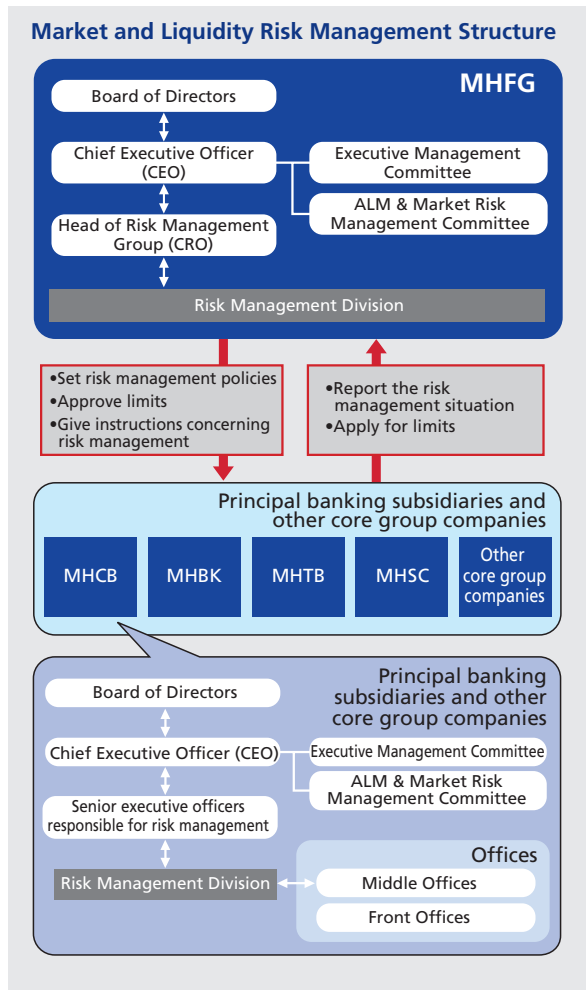 Market and Liquidity Risk Management Structure
MHFG
Board of Directors
Chief Executive Officer
(CEO)
Executive Management
Committee
ALM & Market Risk
Management Committee
Head of Risk Management
Group (CRO)
Risk Management Division
•Set risk management policies
•Approve limits
•Give instructions concerning
risk management
•Report the risk
management situation
•Apply for limits
Principal banking subsidiaries and
other core group companies
MHCB
MHBK
MHTB
MHSC
Other
core group
companies
Principal banking
subsidiaries and other
core group companies
Board of Directors
Chief Executive Officer (CEO)
Executive Management Committee
ALM & Market Risk
Management Committee
Senior executive officers
responsible for risk management
Risk Management Division
Offices
Middle Offices
Front Offices